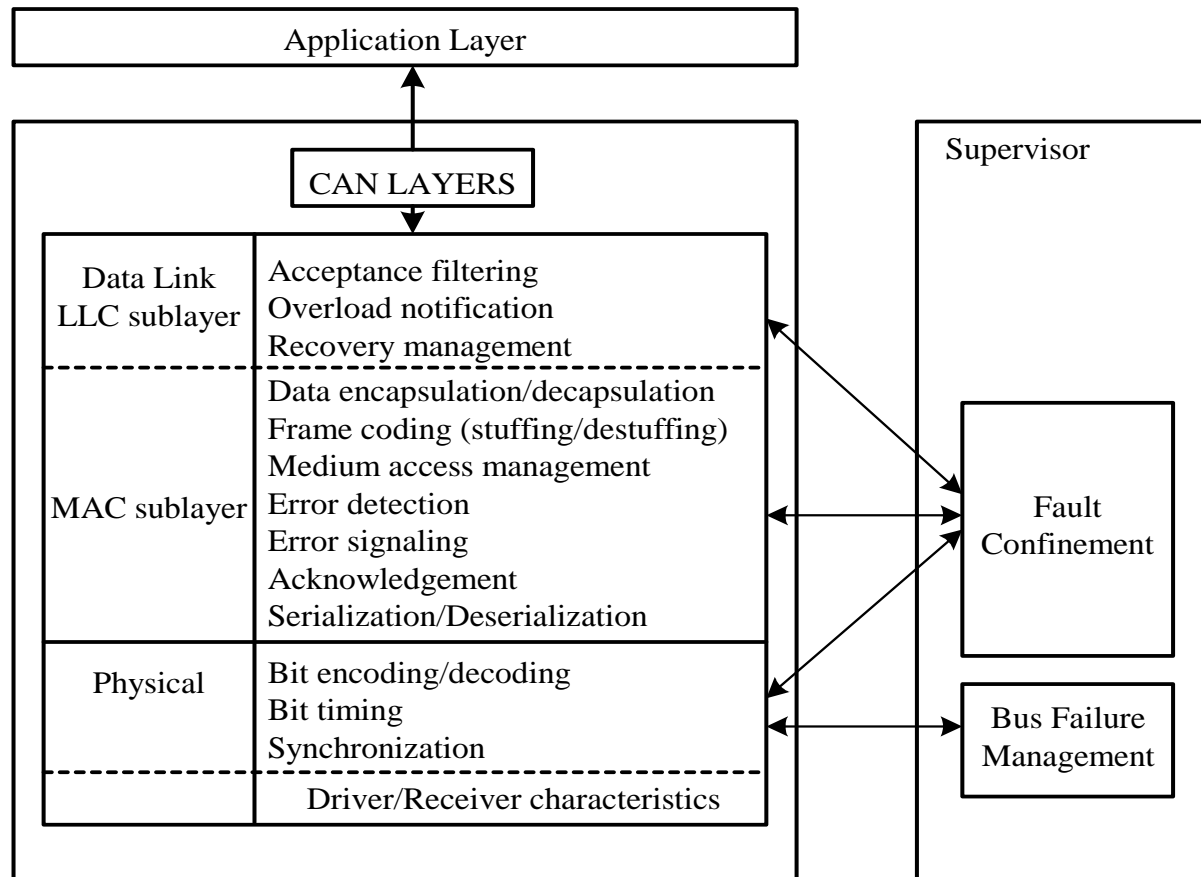 Application Layer
CAN LAYERS
Supervisor
Data Link
LLC sublayer
Acceptance filtering
Overload notification
Recovery management
MAC sublayer
Data encapsulation/decapsulation
Frame coding (stuffing/destuffing)
Medium access management
Error detection
Error signaling
Acknowledgement
Serialization/Deserialization
Physical
Bit encoding/decoding
Bit timing
Synchronization
Driver/Receiver characteristics
Fault
Confinement
Bus Failure
Management